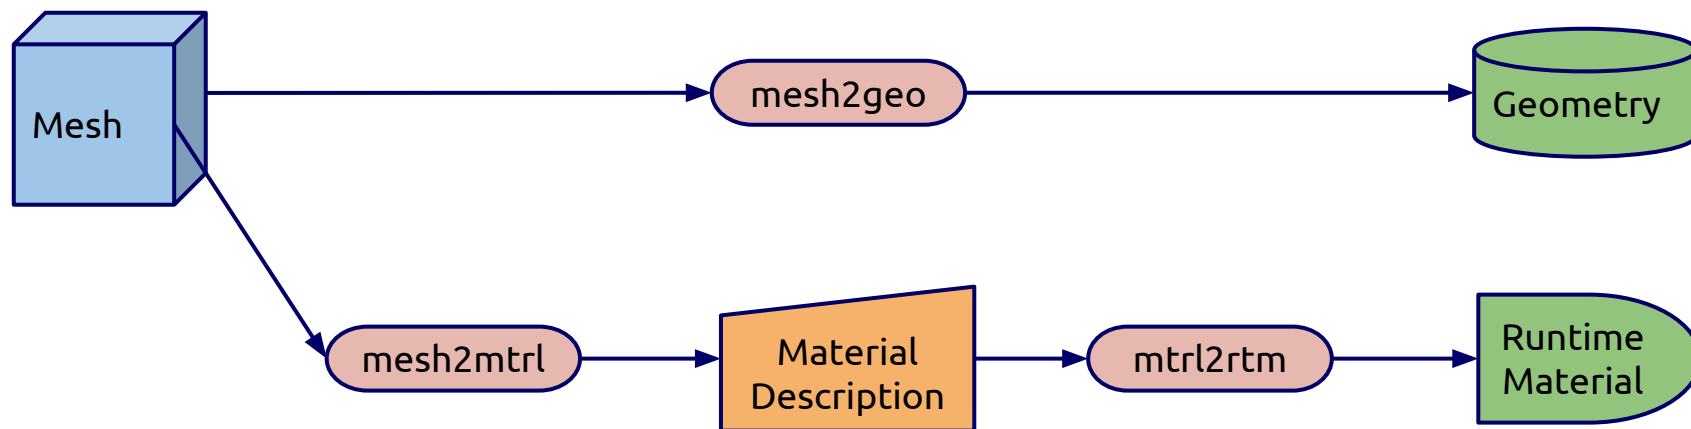 Mesh
mesh2geo
Geometry
mesh2mtrl
Material
Description
mtrl2rtm
Runtime
Material